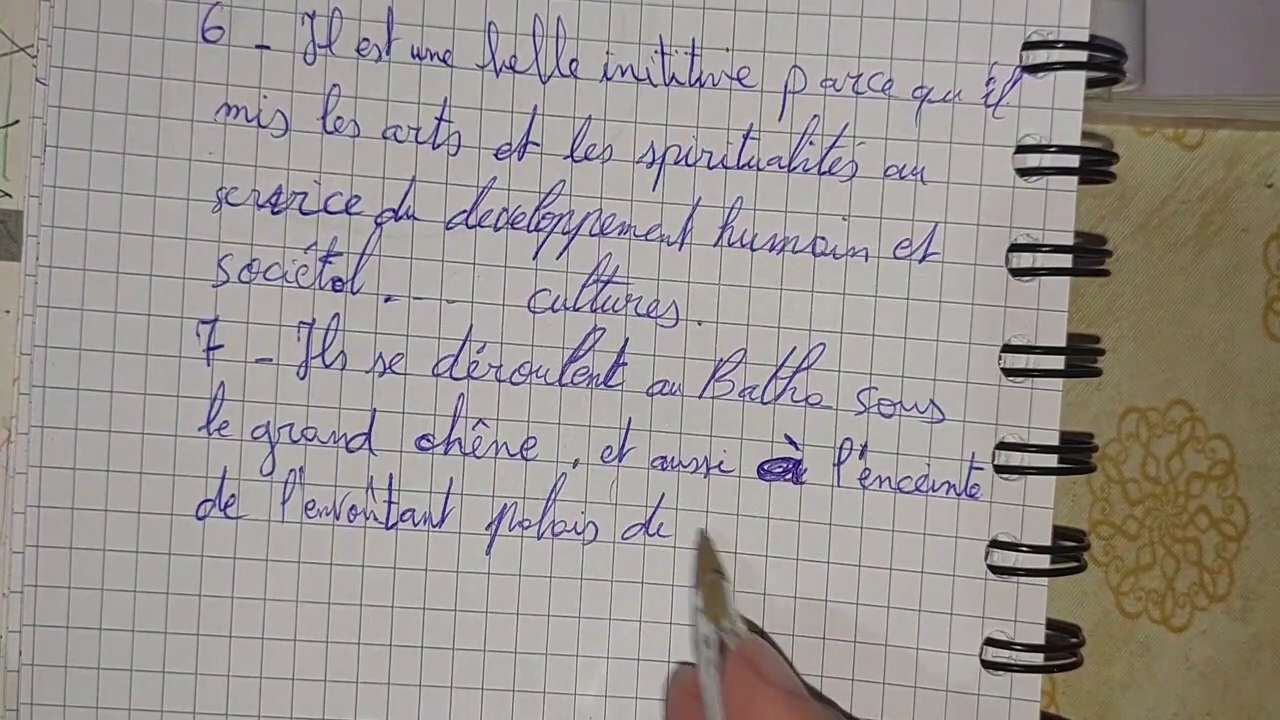 6 - Il est une belle inititive parce qu'il
mis les arts et les spiritualités au
service du developpement humain et
sociétal ..... cultures.
7 - Ils se déroulent au Batha sous
le grand chêne, et aussi à l'enceinte
de l'envoûtant palais de